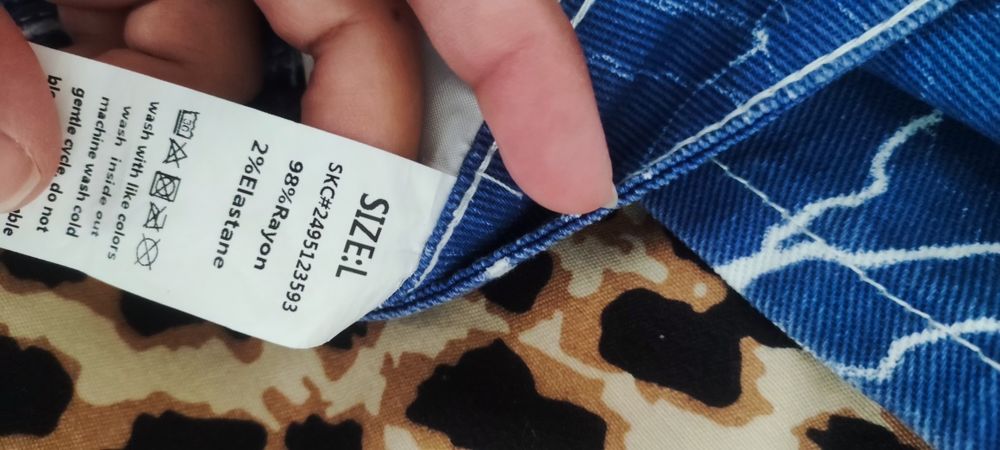 SIZE:L
SKC#2495123593
98%Rayon
2%Elastane
30
wash with like colors
wash inside out
machine wash cold
gentle cycle,do not